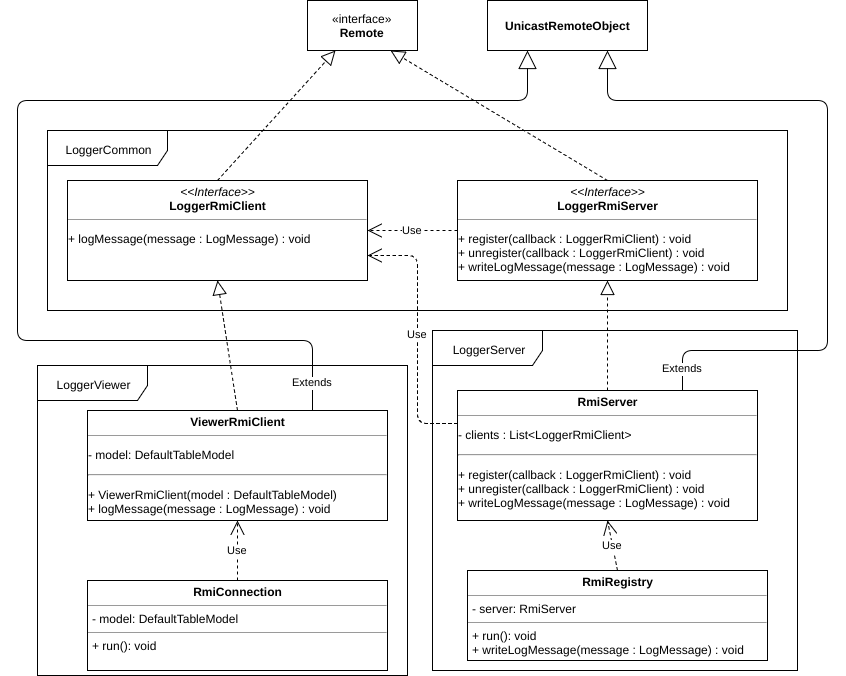 «interface»
Remote
UnicastRemoteObject
LoggerCommon
<<Interface>>
LoggerRmiClient
+ logMessage(message : LogMessage) : void
Use
<<Interface>>
LoggerRmiServer
+ register(callback : LoggerRmiClient) : void
+ unregister(callback : LoggerRmiClient) : void
+ writeLogMessage(message : LogMessage) : void
Use
LoggerViewer
Extends
ViewerRmiClient
- model: DefaultTableModel
+ ViewerRmiClient(model : DefaultTableModel)
+ logMessage(message : LogMessage) : void
Use
RmiConnection
- model: DefaultTableModel
+ run(): void
LoggerServer
Extends
RmiServer
- clients : List<LoggerRmiClient>
+ register(callback : LoggerRmiClient) : void
+ unregister(callback : LoggerRmiClient) : void
+ writeLogMessage(message : LogMessage) : void
Use
RmiRegistry
- server: RmiServer
+ run(): void
+ writeLogMessage(message : LogMessage) : void